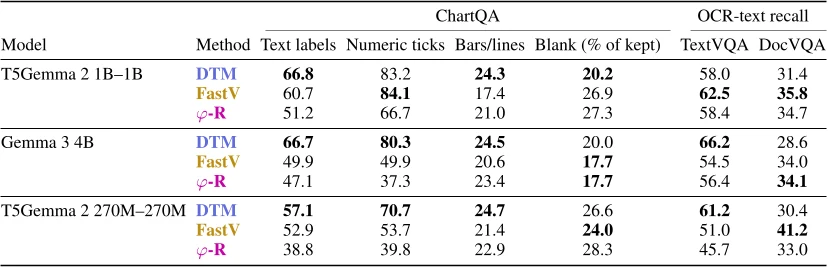 ChartQA OCR-text recall
Model Method Text labels Numeric ticks Bars/lines Blank (% of kept) TextVQA DocVQA
T5Gemma 2 1B–1B DTM 66.8 83.2 24.3 20.2 58.0 31.4
FastV 60.7 84.1 17.4 26.9 62.5 35.8
φ-R 51.2 66.7 21.0 27.3 58.4 34.7
Gemma 3 4B DTM 66.7 80.3 24.5 20.0 66.2 28.6
FastV 49.9 49.9 20.6 17.7 54.5 34.0
φ-R 47.1 37.3 23.4 17.7 56.4 34.1
T5Gemma 2 270M–270M DTM 57.1 70.7 24.7 26.6 61.2 30.4
FastV 52.9 53.7 21.4 24.0 51.0 41.2
φ-R 38.8 39.8 22.9 28.3 45.7 33.0